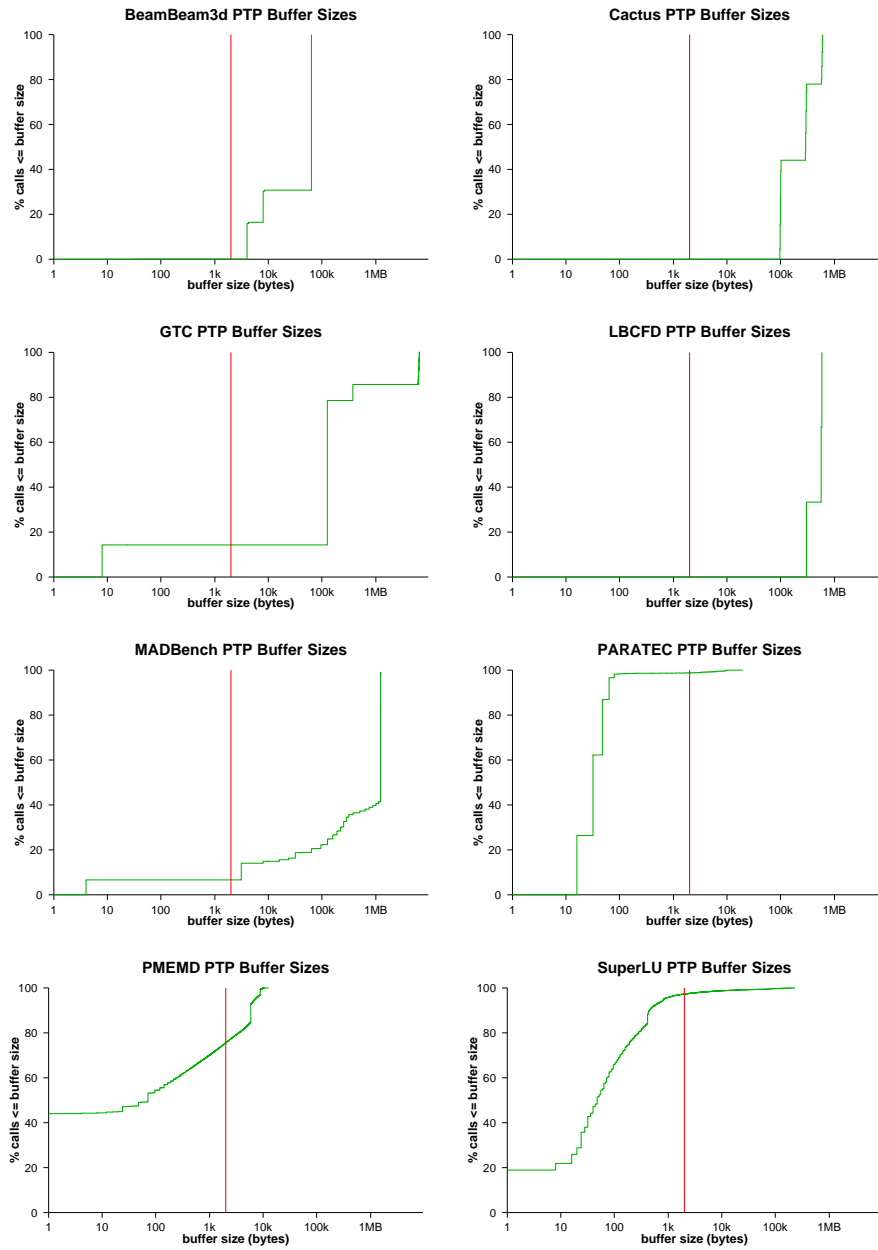 BeamBeam3d PTP Buffer Sizes
% calls <= buffer size
100
80
60
40
20
0
1 10 100 1k 10k 100k 1MB
buffer size (bytes)
Cactus PTP Buffer Sizes
% calls <= buffer size
100
80
60
40
20
0
1 10 100 1k 10k 100k 1MB
buffer size (bytes)
GTC PTP Buffer Sizes
% calls <= buffer size
100
80
60
40
20
0
1 10 100 1k 10k 100k 1MB
buffer size (bytes)
LBCFD PTP Buffer Sizes
% calls <= buffer size
100
80
60
40
20
0
1 10 100 1k 10k 100k 1MB
buffer size (bytes)
MADBench PTP Buffer Sizes
% calls <= buffer size
100
80
60
40
20
0
1 10 100 1k 10k 100k 1MB
buffer size (bytes)
PARATEC PTP Buffer Sizes
% calls <= buffer size
100
80
60
40
20
0
1 10 100 1k 10k 100k 1MB
buffer size (bytes)
PMEMD PTP Buffer Sizes
% calls <= buffer size
100
80
60
40
20
0
1 10 100 1k 10k 100k 1MB
buffer size (bytes)
SuperLU PTP Buffer Sizes
% calls <= buffer size
100
80
60
40
20
0
1 10 100 1k 10k 100k 1MB
buffer size (bytes)